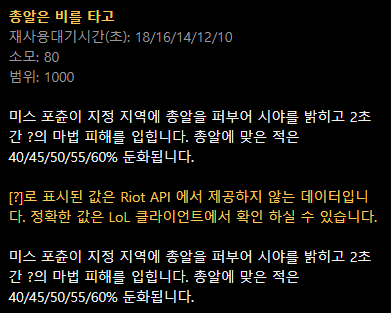 총알은 비를 타고
재사용대기시간(초): 18/16/14/12/10
소모: 80
범위: 1000
미스 포츈이 지정 지역에 총알을 퍼부어 시야를 밝히고 2초
간 ?의 마법 피해를 입힙니다. 총알에 맞은 적은
40/45/50/55/60% 둔화됩니다.
[?]로 표시된 값은 Riot API 에서 제공하지 않는 데이터입니
다. 정확한 값은 LoL 클라이언트에서 확인 하실 수 있습니다.
미스 포츈이 지정 지역에 총알을 퍼부어 시야를 밝히고 2초
간 ?의 마법 피해를 입힙니다. 총알에 맞은 적은
40/45/50/55/60% 둔화됩니다.